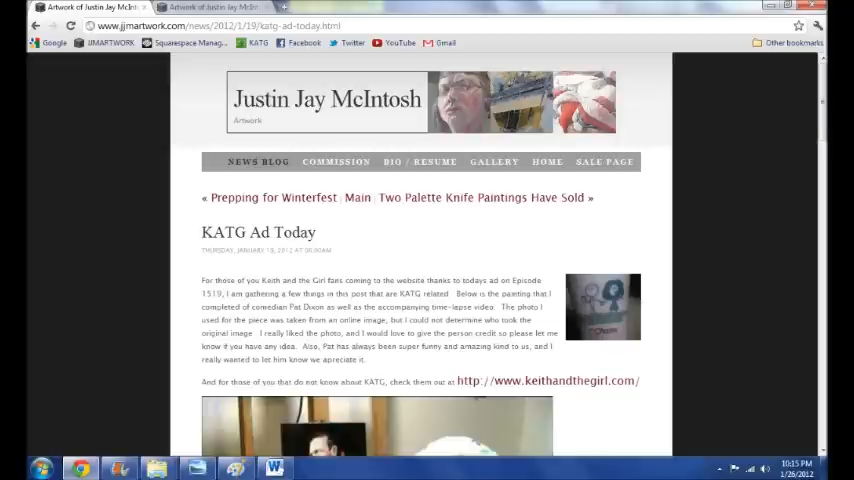 Artwork of Justin Jay McInto
Artwork of Justin Jay McInt
www.jjmartwork.com/news/2012/1/19/katg-ad-today.html
Google JJMARTWORK Squarespace Manag... KATG Facebook Twitter YouTube Gmail Other bookmarks
Justin Jay McIntosh
Artwork
NEWS BLOG COMMISSION BIO / RESUME GALLERY HOME SALE PAGE
« Prepping for Winterfest | Main | Two Palette Knife Paintings Have Sold »
KATG Ad Today
THURSDAY, JANUARY 19, 2012 AT
For those of you Keith and the Girl fans coming to the website thanks to todays ad on Episode
1519, I am gathering a few things in this post that are KATG related. Below is the painting that I
completed of comedian Pat Dixon as well as the accompanying time-lapse video. The photo I
used for the piece was taken from an online image, but I could not determine who took the
original image. I really liked the photo, and I would love to give the person credit so please let me
know if you have any idea. Also, Pat has always been super funny and amazing kind to us, and I
really wanted to let him know we apreciate it.
And for those of you that do not know about KATG, check them out at http://www.keithandthegirl.com/
10:15 PM
1/26/2012